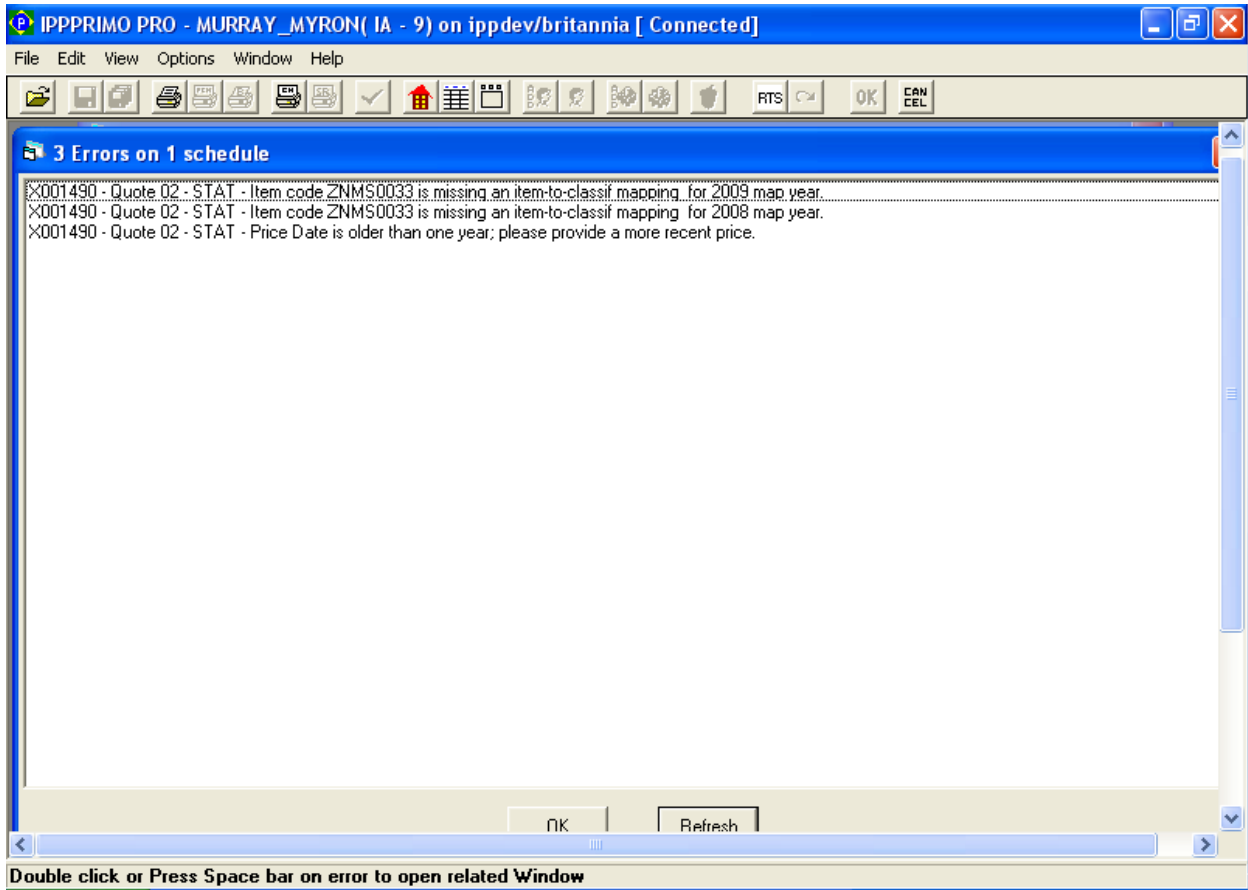 IPPPRIMO PRO - MURRAY_MYRON( IA - 9) on ippdev/britannia [ Connected]
File Edit View Options Window Help
RTS OK CAN CEL
3 Errors on 1 schedule
X001490 - Quote 02 - STAT - Item code ZNMS0033 is missing an item-to-classif mapping  for 2009 map year.
X001490 - Quote 02 - STAT - Item code ZNMS0033 is missing an item-to-classif mapping  for 2008 map year.
X001490 - Quote 02 - STAT - Price Date is older than one year; please provide a more recent price.
OK Refresh
Double click or Press Space bar on error to open related Window